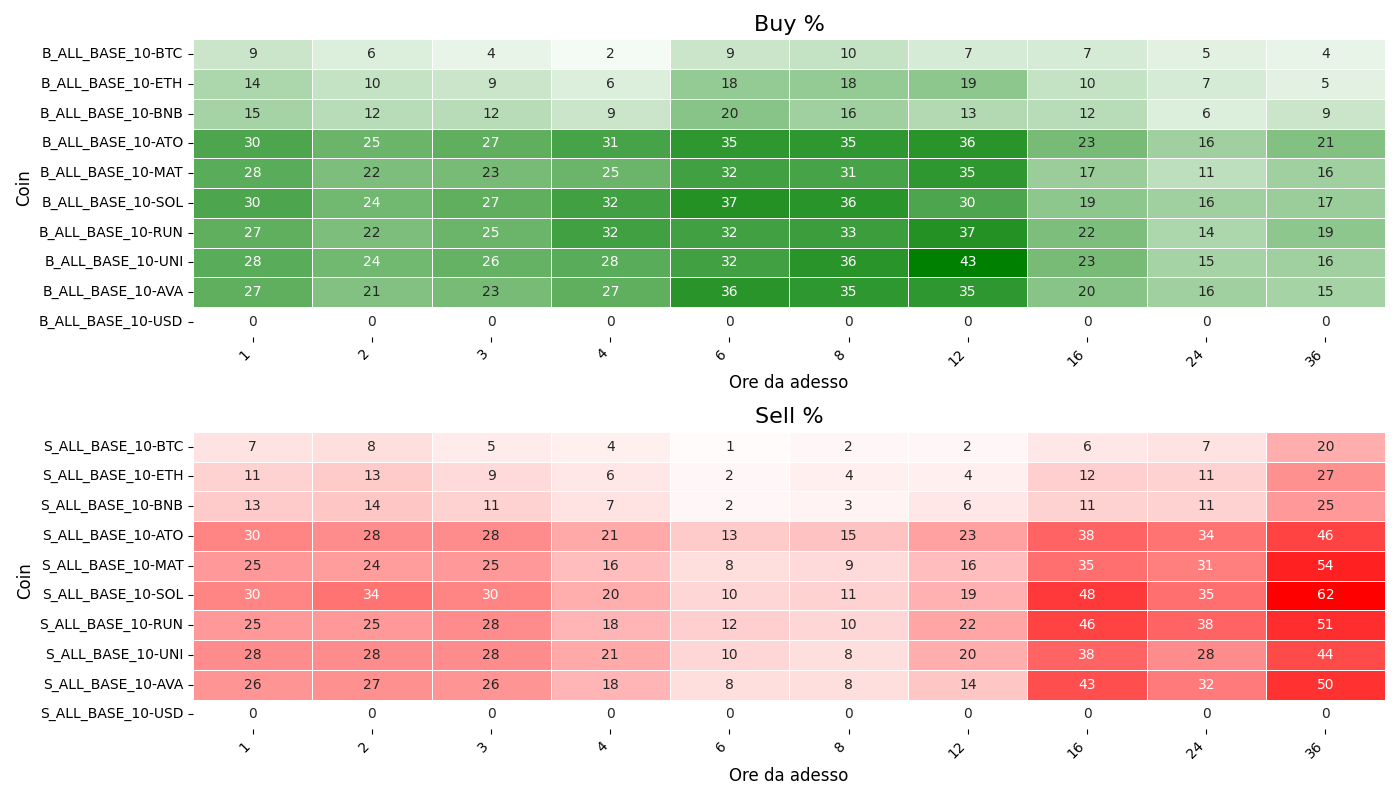 Buy %
Coin
B_ALL_BASE_10-BTC 9 6 4 2 9 10 7 7 5 4
B_ALL_BASE_10-ETH 14 10 9 6 18 18 19 10 7 5
B_ALL_BASE_10-BNB 15 12 12 9 20 16 13 12 6 9
B_ALL_BASE_10-ATO 30 25 27 31 35 35 36 23 16 21
B_ALL_BASE_10-MAT 28 22 23 25 32 31 35 17 11 16
B_ALL_BASE_10-SOL 30 24 27 32 37 36 30 19 16 17
B_ALL_BASE_10-RUN 27 22 25 32 32 33 37 22 14 19
B_ALL_BASE_10-UNI 28 24 26 28 32 36 43 23 15 16
B_ALL_BASE_10-AVA 27 21 23 27 36 35 35 20 16 15
B_ALL_BASE_10-USD 0 0 0 0 0 0 0 0 0 0
1 2 3 4 6 8 12 16 24 36
Ore da adesso
Sell %
Coin
S_ALL_BASE_10-BTC 7 8 5 4 1 2 2 6 7 20
S_ALL_BASE_10-ETH 11 13 9 6 2 4 4 12 11 27
S_ALL_BASE_10-BNB 13 14 11 7 2 3 6 11 11 25
S_ALL_BASE_10-ATO 30 28 28 21 13 15 23 38 34 46
S_ALL_BASE_10-MAT 25 24 25 16 8 9 16 35 31 54
S_ALL_BASE_10-SOL 30 34 30 20 10 11 19 48 35 62
S_ALL_BASE_10-RUN 25 25 28 18 12 10 22 46 38 51
S_ALL_BASE_10-UNI 28 28 28 21 10 8 20 38 28 44
S_ALL_BASE_10-AVA 26 27 26 18 8 8 14 43 32 50
S_ALL_BASE_10-USD 0 0 0 0 0 0 0 0 0 0
1 2 3 4 6 8 12 16 24 36
Ore da adesso